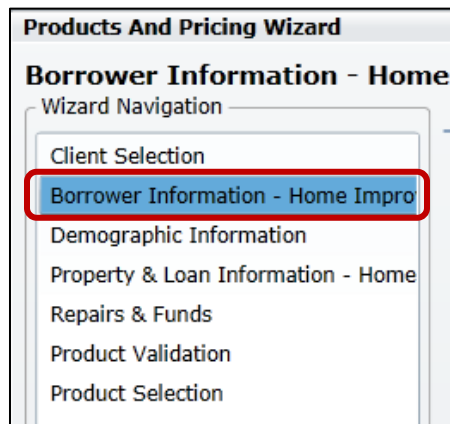 Products And Pricing Wizard
Borrower Information - Home
Wizard Navigation
Client Selection
Borrower Information - Home Impro
Demographic Information
Property & Loan Information - Home
Repairs & Funds
Product Validation
Product Selection